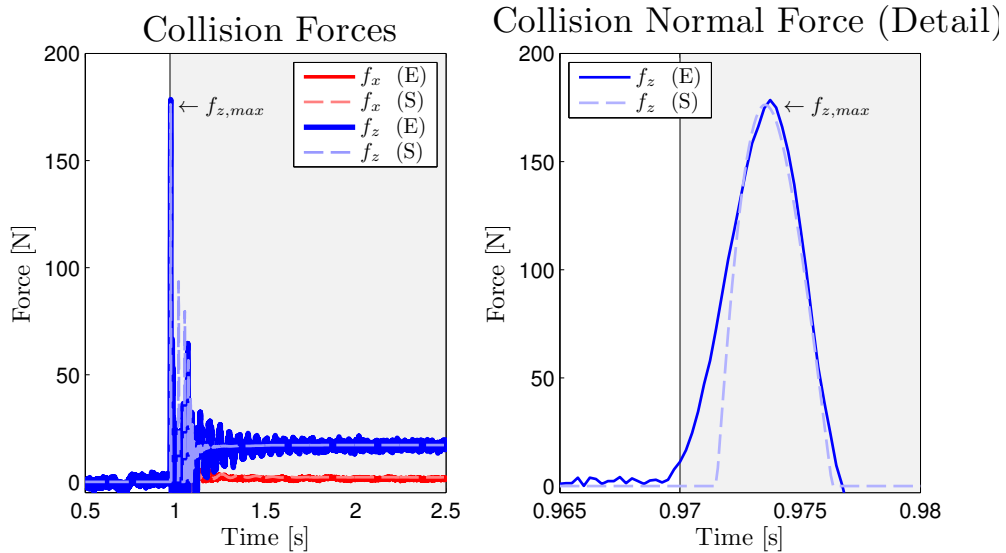 Collision Forces
200
150
100
50
0
Force [N]
0.5 1 1.5 2 2.5
Time [s]
f_x (E)
f_x (S)
f_z (E)
f_z (S)
← f_{z,max}
Collision Normal Force (Detail)
200
150
100
50
0
Force [N]
0.965 0.97 0.975 0.98
Time [s]
f_z (E)
f_z (S)
← f_{z,max}